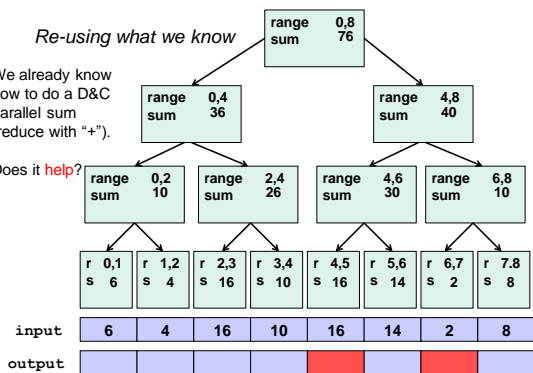 Re-using what we know
range 0,8
sum 76
We already know
how to do a D&C
parallel sum
(reduce with “+”).
Does it help?
range 0,4
sum 36
range 4,8
sum 40
range 0,2
sum 10
range 2,4
sum 26
range 4,6
sum 30
range 6,8
sum 10
r 0,1
s 6
r 1,2
s 4
r 2,3
s 16
r 3,4
s 10
r 4,5
s 16
r 5,6
s 14
r 6,7
s 2
r 7.8
s 8
input 6 4 16 10 16 14 2 8
output